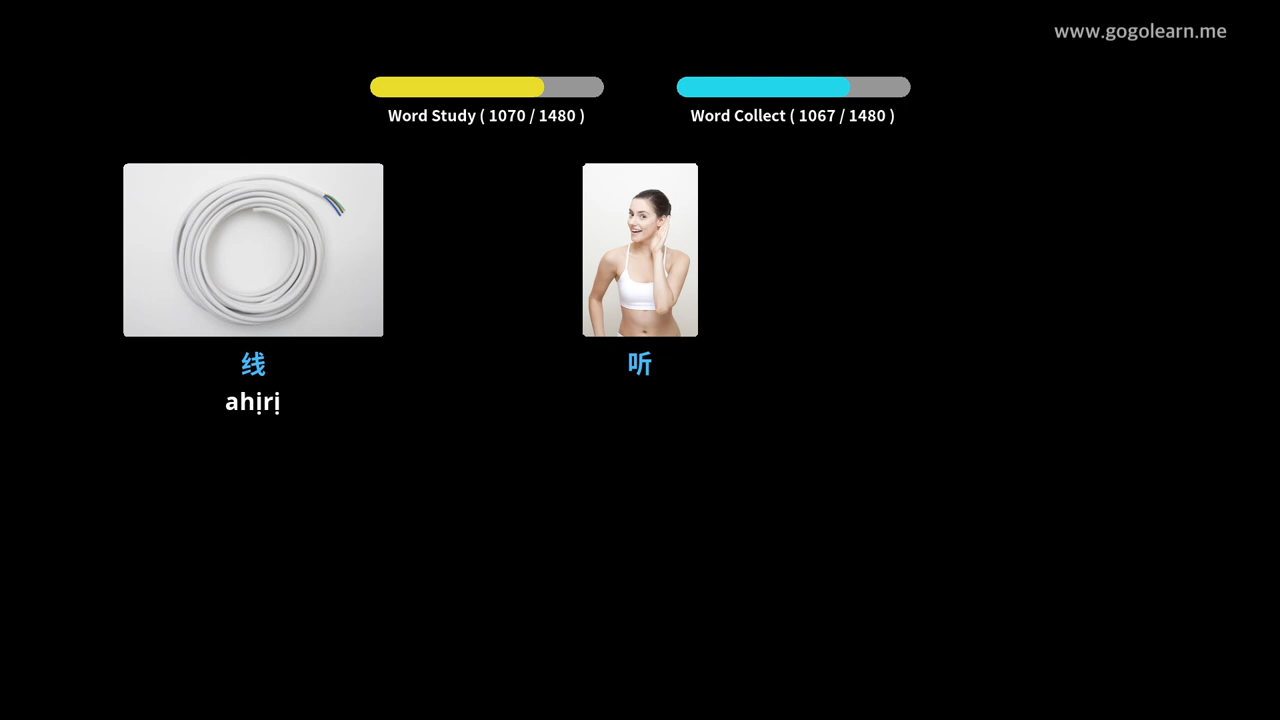 www.gogolearn.me
Word Study ( 1070 / 1480 )
Word Collect ( 1067 / 1480 )
线
ahịrị
听